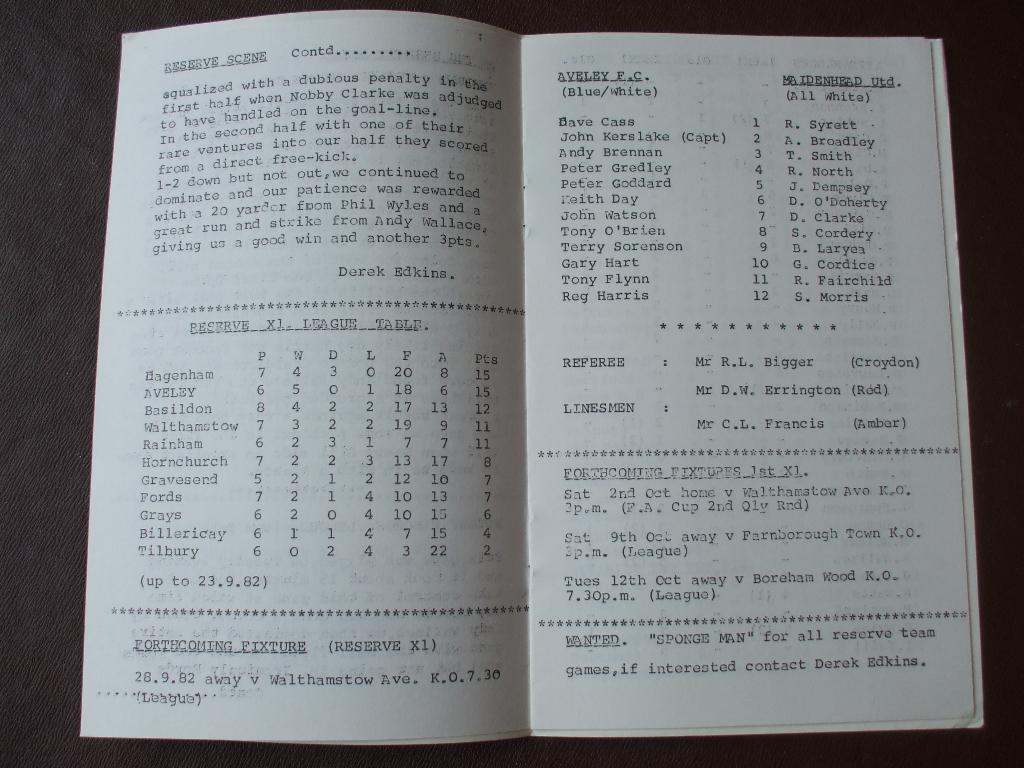 RESERVE SCENE Contd.........
equalized with a dubious penalty in the
first half when Nobby Clarke was adjudged
to have handled on the goal-line.
In the second half with one of their
rare ventures into our half they scored
from a direct free-kick.
1-2 down but not out,we continued to
dominate and our patience was rewarded
with a 20 yarder from Phil Wyles and a
great run and strike from Andy Wallace,
giving us a good win and another 3pts.
Derek Edkins.
RESERVE X1. LEAGUE TABLE.
P W D L F A Pts
Dagenham 7 4 3 0 20 8 15
AVELEY 6 5 0 1 18 6 15
Basildon 8 4 2 2 17 13 12
Walthamstow 7 3 2 2 19 9 11
Rainham 6 2 3 1 7 7 11
Hornchurch 7 2 2 3 13 17 8
Gravesend 5 2 1 2 12 10 7
Fords 7 2 1 4 10 13 7
Grays 6 2 0 4 10 15 6
Billericay 6 1 1 4 7 15 4
Tilbury 6 0 2 4 3 22 2
(up to 23.9.82)
FORTHCOMING FIXTURE (RESERVE X1)
28.9.82 away v Walthamstow Ave. K.O.7.30
(League)
AVELEY F.C. MAIDENHEAD Utd.
(Blue/White) (All White)
Dave Cass 1 R. Syrett
John Kerslake (Capt) 2 A. Broadley
Andy Brennan 3 T. Smith
Peter Gredley 4 R. North
Peter Goddard 5 J. Dempsey
Keith Day 6 D. O'Doherty
John Watson 7 D. Clarke
Tony O'Brien 8 S. Cordery
Terry Sorenson 9 B. Laryea
Gary Hart 10 G. Cordice
Tony Flynn 11 R. Fairchild
Reg Harris 12 S. Morris
* * * * * * * * * * *
REFEREE : Mr R.L. Bigger (Croydon)
Mr D.W. Errington (Red)
LINESMEN :
Mr C.L. Francis (Amber)
FORTHCOMING FIXTURES 1st X1.
Sat 2nd Oct home v Walthamstow Ave K.O.
3p.m. (F.A. Cup 2nd Qly Rnd)
Sat 9th Oct away v Farnborough Town K.O.
3p.m. (League)
Tues 12th Oct away v Boreham Wood K.O.
7.30p.m. (League)
WANTED. "SPONGE MAN" for all reserve team
games,if interested contact Derek Edkins.